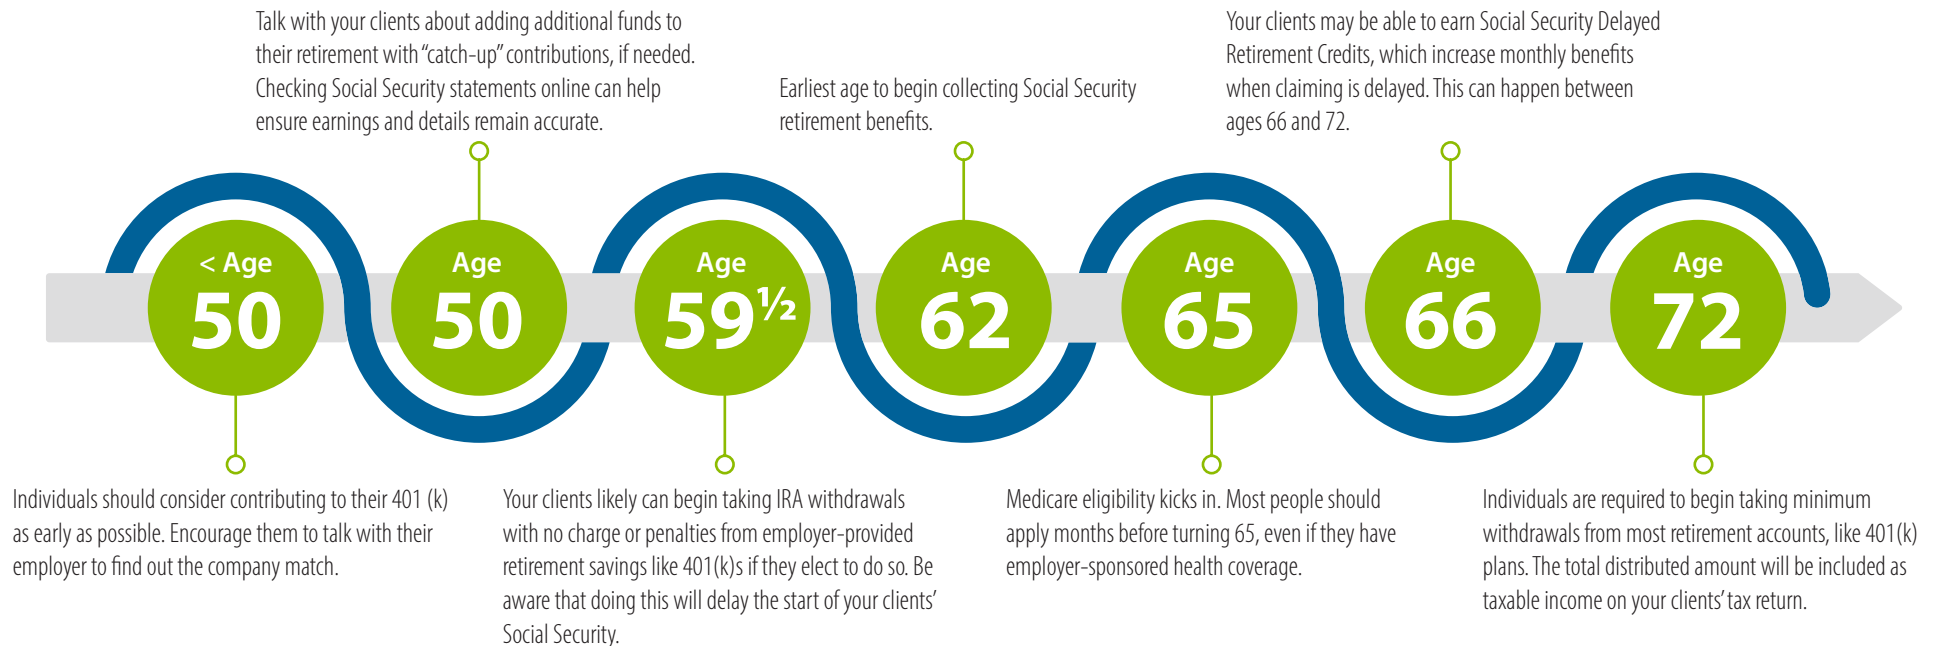 Talk with your clients about adding additional funds to
their retirement with “catch-up” contributions, if needed.
Checking Social Security statements online can help
ensure earnings and details remain accurate.
Earliest age to begin collecting Social Security
retirement benefits.
Your clients may be able to earn Social Security Delayed
Retirement Credits, which increase monthly benefits
when claiming is delayed. This can happen between
ages 66 and 72.
< Age
50
Age
50
Age
59½
Age
62
Age
65
Age
66
Age
72
Individuals should consider contributing to their 401 (k)
as early as possible. Encourage them to talk with their
employer to find out the company match.
Your clients likely can begin taking IRA withdrawals
with no charge or penalties from employer-provided
retirement savings like 401(k)s if they elect to do so. Be
aware that doing this will delay the start of your clients’
Social Security.
Medicare eligibility kicks in. Most people should
apply months before turning 65, even if they have
employer-sponsored health coverage.
Individuals are required to begin taking minimum
withdrawals from most retirement accounts, like 401(k)
plans. The total distributed amount will be included as
taxable income on your clients’ tax return.